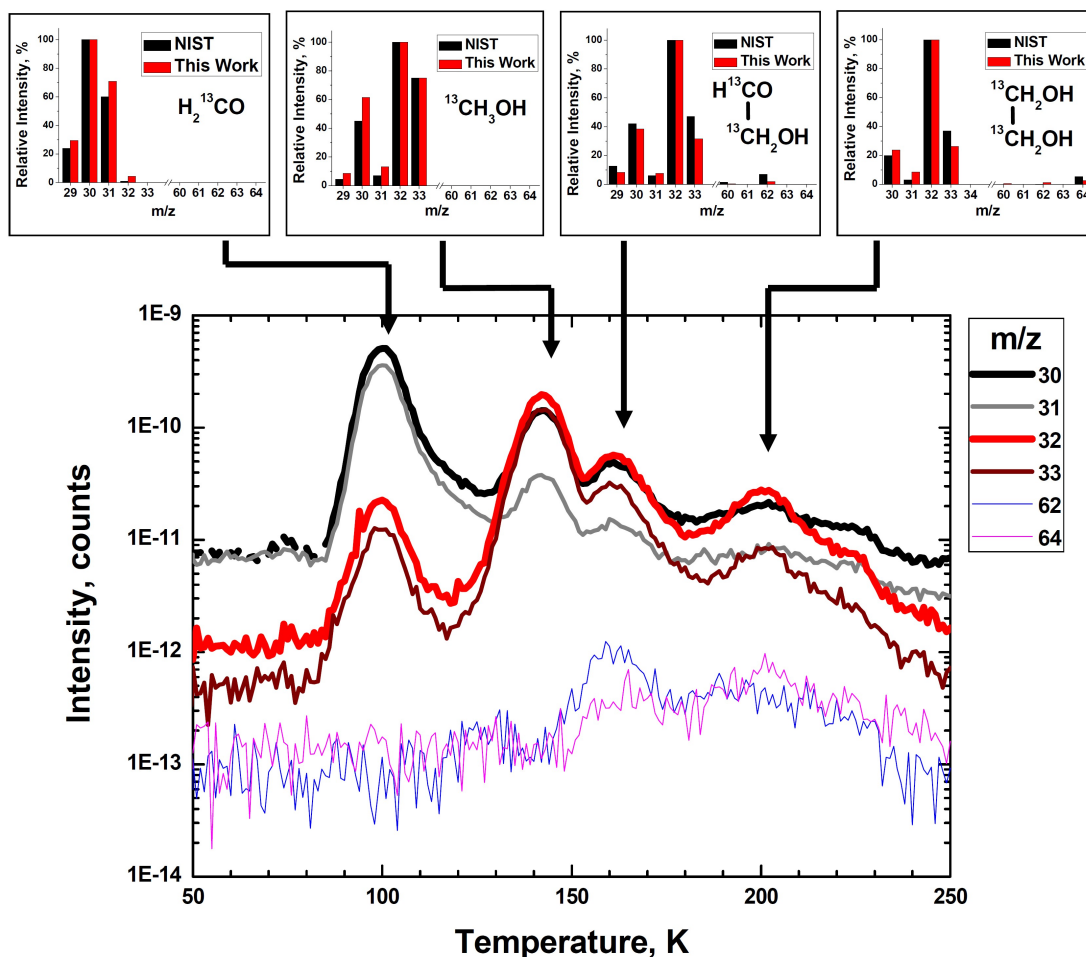 Relative Intensity, %
100
80
60
40
20
0
NIST
This Work
H₂¹³CO
29 30 31 32 33 60 61 62 63 64
m/z
Relative Intensity, %
100
80
60
40
20
0
NIST
This Work
¹³CH₃OH
29 30 31 32 33 60 61 62 63 64
m/z
Relative Intensity, %
100
80
60
40
20
0
NIST
This Work
H¹³CO
¹³CH₂OH
29 30 31 32 33 60 61 62 63 64
m/z
Relative Intensity, %
100
80
60
40
20
0
NIST
This Work
¹³CH₂OH
¹³CH₂OH
30 31 32 33 34 60 61 62 63 64
m/z
Intensity, counts
1E-9
1E-10
1E-11
1E-12
1E-13
1E-14
50 100 150 200 250
Temperature, K
m/z
30
31
32
33
62
64